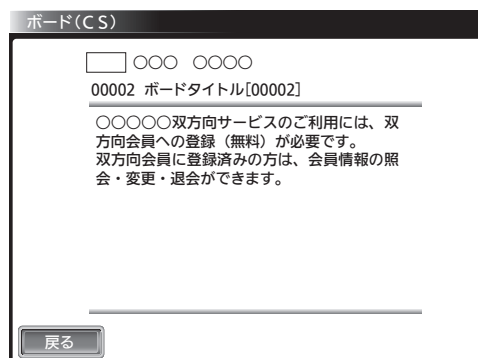 ボード(CS)
○○○ ○○○○
00002 ボードタイトル[00002]
○○○○○双方向サービスのご利用には、双
方向会員への登録（無料）が必要です。
双方向会員に登録済みの方は、会員情報の照
会・変更・退会ができます。
戻る